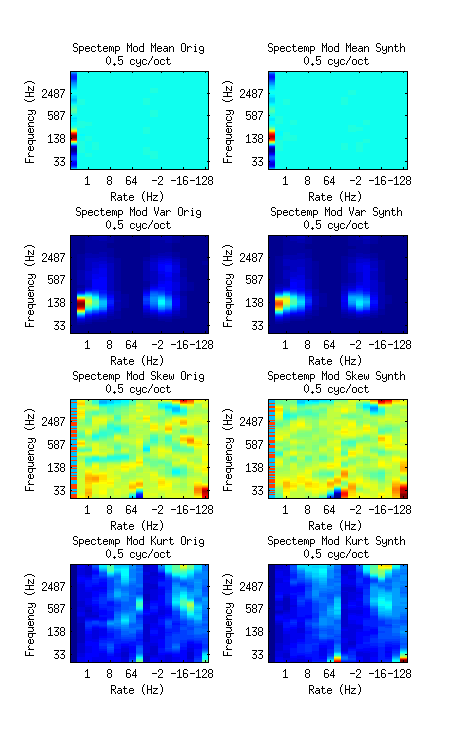 Spectemp Mod Mean Orig
0.5 cyc/oct
Frequency (Hz)
2487
587
138
33
1 8 64 -2 -16 -128
Rate (Hz)
Spectemp Mod Mean Synth
0.5 cyc/oct
Frequency (Hz)
2487
587
138
33
1 8 64 -2 -16 -128
Rate (Hz)
Spectemp Mod Var Orig
0.5 cyc/oct
Frequency (Hz)
2487
587
138
33
1 8 64 -2 -16 -128
Rate (Hz)
Spectemp Mod Var Synth
0.5 cyc/oct
Frequency (Hz)
2487
587
138
33
1 8 64 -2 -16 -128
Rate (Hz)
Spectemp Mod Skew Orig
0.5 cyc/oct
Frequency (Hz)
2487
587
138
33
1 8 64 -2 -16 -128
Rate (Hz)
Spectemp Mod Skew Synth
0.5 cyc/oct
Frequency (Hz)
2487
587
138
33
1 8 64 -2 -16 -128
Rate (Hz)
Spectemp Mod Kurt Orig
0.5 cyc/oct
Frequency (Hz)
2487
587
138
33
1 8 64 -2 -16 -128
Rate (Hz)
Spectemp Mod Kurt Synth
0.5 cyc/oct
Frequency (Hz)
2487
587
138
33
1 8 64 -2 -16 -128
Rate (Hz)